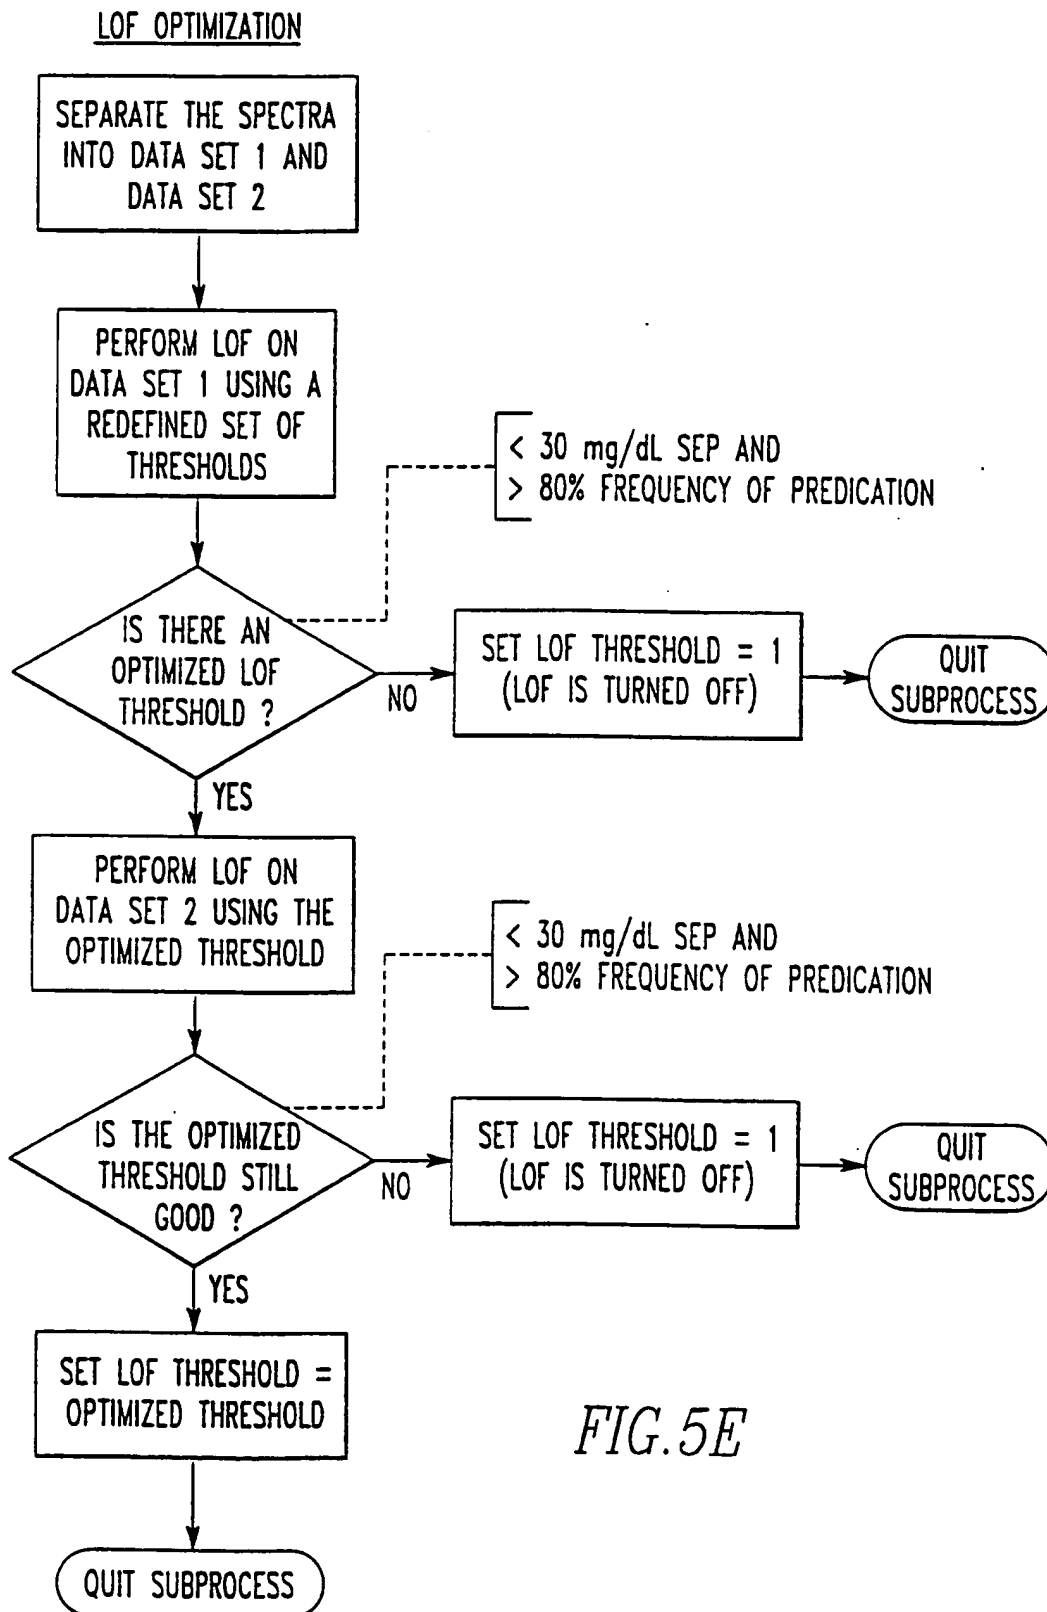 LOF OPTIMIZATION
SEPARATE THE SPECTRA
INTO DATA SET 1 AND
DATA SET 2
PERFORM LOF ON
DATA SET 1 USING A
REDEFINED SET OF
THRESHOLDS
< 30 mg/dL SEP AND
> 80% FREQUENCY OF PREDICATION
IS THERE AN
OPTIMIZED LOF
THRESHOLD ?
NO
SET LOF THRESHOLD = 1
(LOF IS TURNED OFF)
QUIT
SUBPROCESS
YES
PERFORM LOF ON
DATA SET 2 USING THE
OPTIMIZED THRESHOLD
< 30 mg/dL SEP AND
> 80% FREQUENCY OF PREDICATION
IS THE OPTIMIZED
THRESHOLD STILL
GOOD ?
NO
SET LOF THRESHOLD = 1
(LOF IS TURNED OFF)
QUIT
SUBPROCESS
YES
SET LOF THRESHOLD =
OPTIMIZED THRESHOLD
QUIT SUBPROCESS
FIG.5E